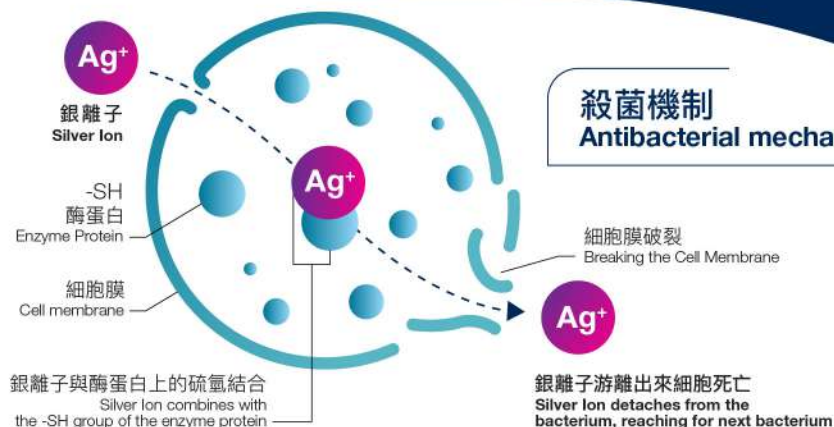 Ag⁺
銀離子
Silver Ion
殺菌機制
Antibacterial mecha
Ag⁺
-SH
酶蛋白
Enzyme Protein
細胞膜
Cell membrane
細胞膜破裂
Breaking the Cell Membrane
Ag⁺
銀離子與酶蛋白上的硫氫結合
Silver Ion combines with
the -SH group of the enzyme protein
銀離子游離出來細胞死亡
Silver Ion detaches from the
bacterium, reaching for next bacterium